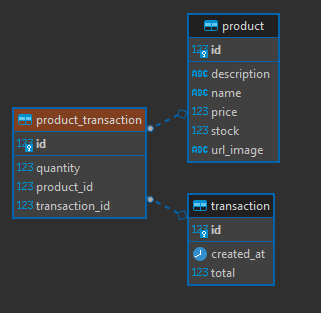 product
123 id
ABC description
ABC name
123 price
123 stock
ABC url_image
product_transaction
123 id
123 quantity
123 product_id
123 transaction_id
transaction
123 id
created_at
123 total